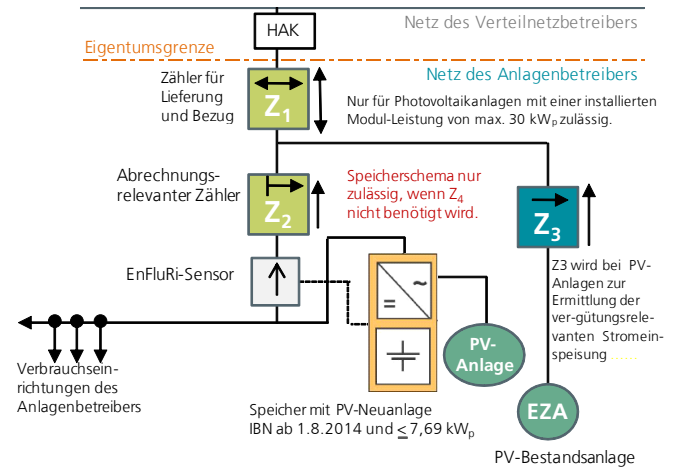 Netz des Verteilnetzbetreibers
HAK
Eigentumsgrenze
Netz des Anlagenbetreibers
Zähler für
Lieferung
und Bezug
Z1
Nur für Photovoltaikanlagen mit einer installierten
Modul-Leistung von max. 30 kWp zulässig.
Abrechnungs-
relevanter Zähler
Z2
Speicherschema nur
zulässig, wenn Z4
nicht benötigt wird.
Z3
EnFluRi-Sensor
Z3 wird bei PV-
Anlagen zur
Ermittlung der
ver-gütungsrele-
vanten Stromein-
speisung ......
~
=
PV-
Anlage
Verbrauchsein-
richtungen des
Anlagenbetreibers
Speicher mit PV-Neuanlage
IBN ab 1.8.2014 und ≤ 7,69 kWp
EZA
PV-Bestandsanlage